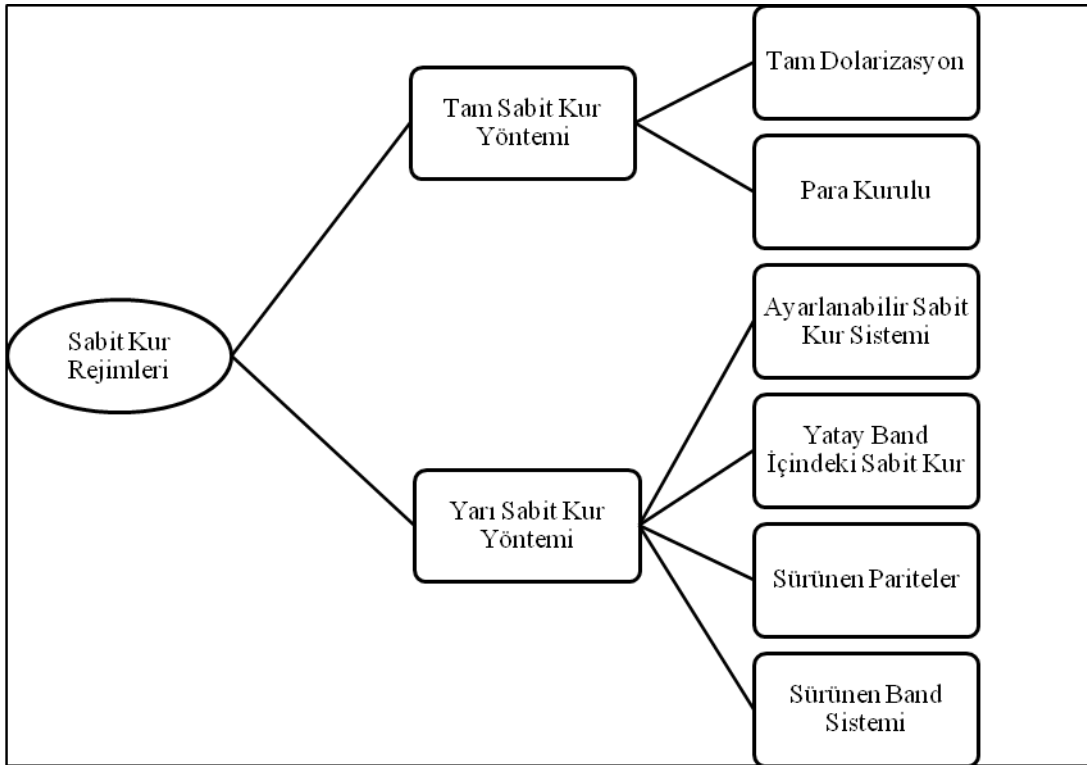 Sabit Kur
Rejimleri
Tam Sabit Kur
Yöntemi
Tam Dolarizasyon
Para Kurulu
Yarı Sabit Kur
Yöntemi
Ayarlanabilir Sabit
Kur Sistemi
Yatay Band
İçindeki Sabit Kur
Sürünen Pariteler
Sürünen Band
Sistemi